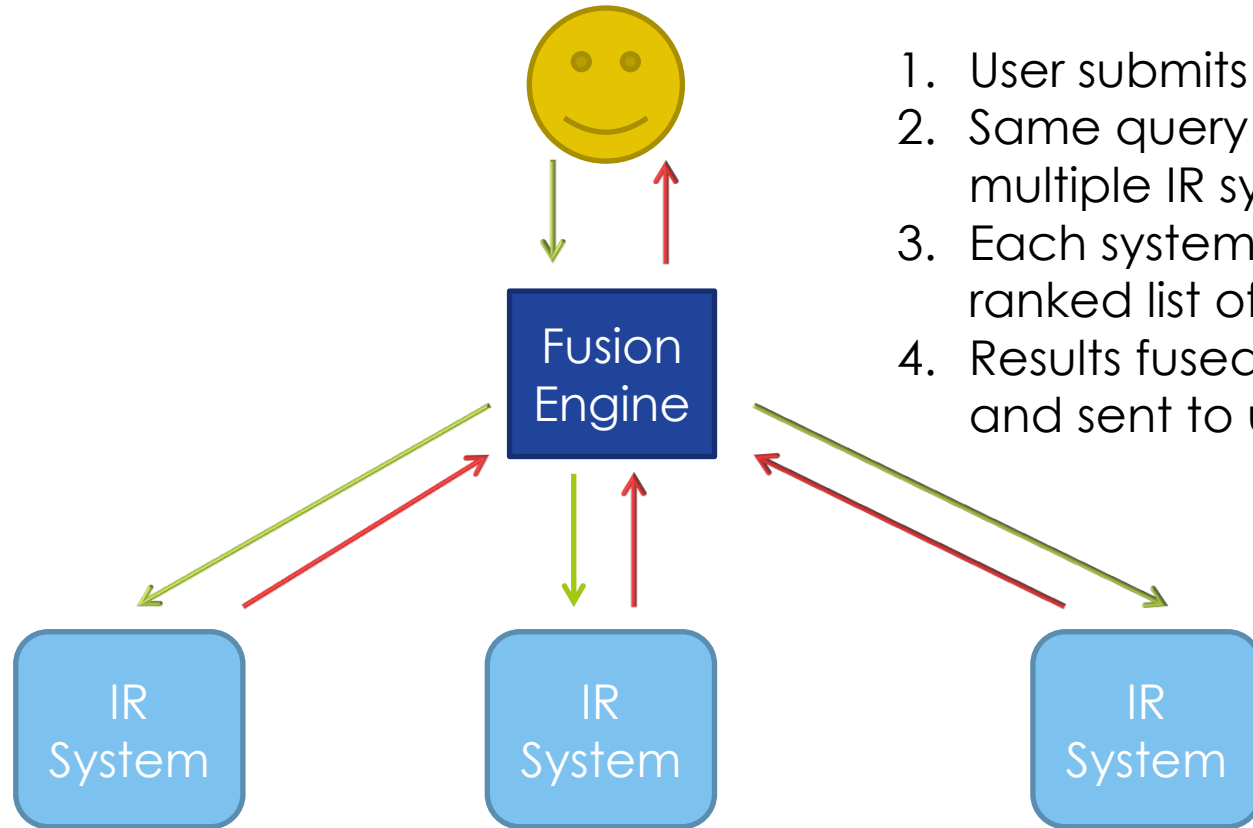 1. User submits
2. Same query
multiple IR sy
3. Each system
ranked list of
4. Results fused
and sent to u
Fusion
Engine
IR
System
IR
System
IR
System